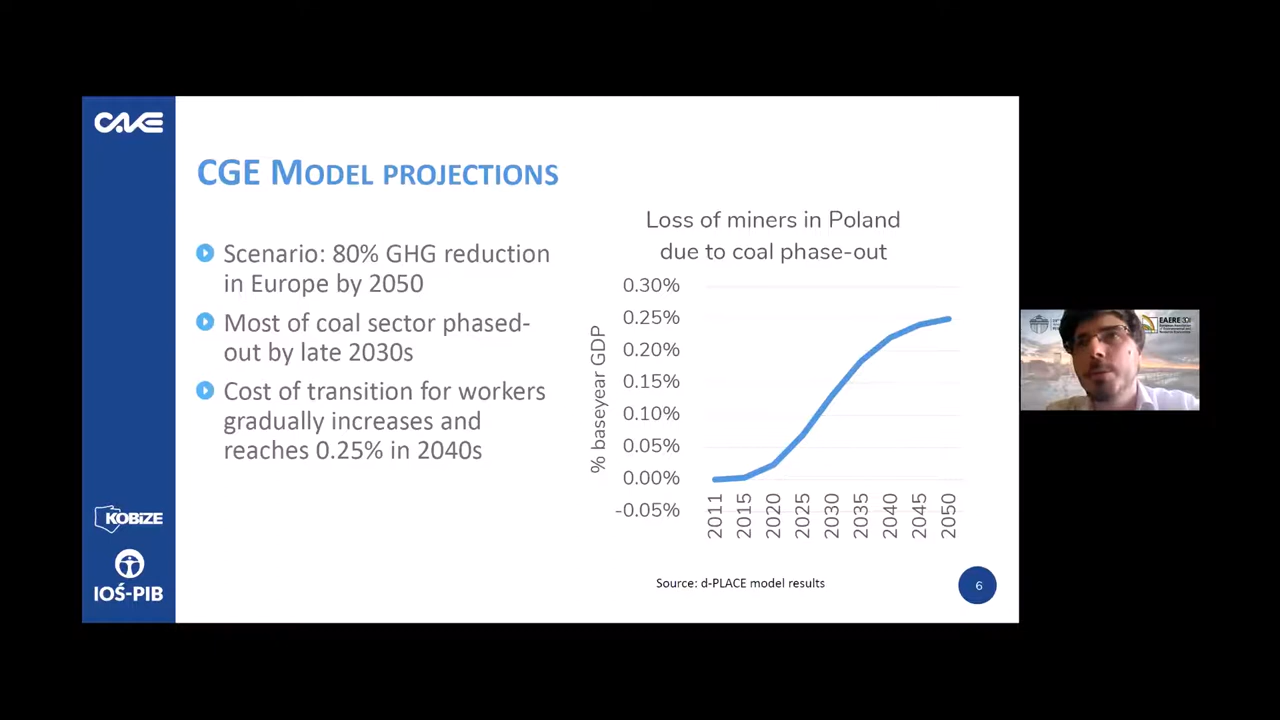 CAKE
CGE MODEL PROJECTIONS
Scenario: 80% GHG reduction
in Europe by 2050
Most of coal sector phased-
out by late 2030s
Cost of transition for workers
gradually increases and
reaches 0.25% in 2040s
Loss of miners in Poland
due to coal phase-out
% baseyear GDP
0.30%
0.25%
0.20%
0.15%
0.10%
0.05%
0.00%
-0.05%
2011
2015
2020
2025
2030
2035
2040
2045
2050
Source: d-PLACE model results
6
KOBiZE
IOŚ-PIB
EAERE